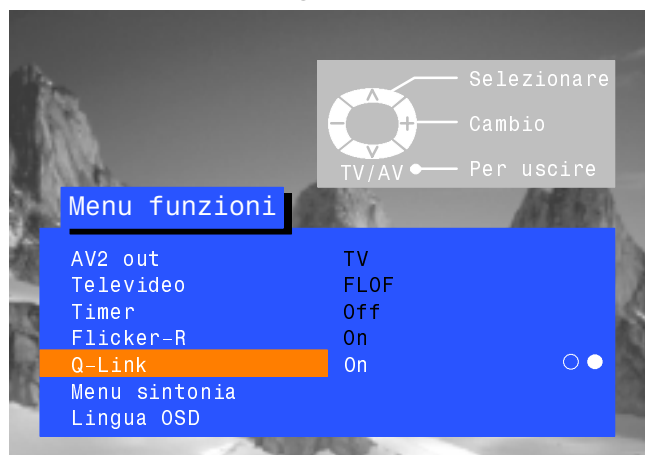 Selezionare
Cambio
TV/AV Per uscire
Menu funzioni
AV2 out TV
Televideo FLOF
Timer Off
Flicker-R On
Q-Link On
Menu sintonia
Lingua OSD